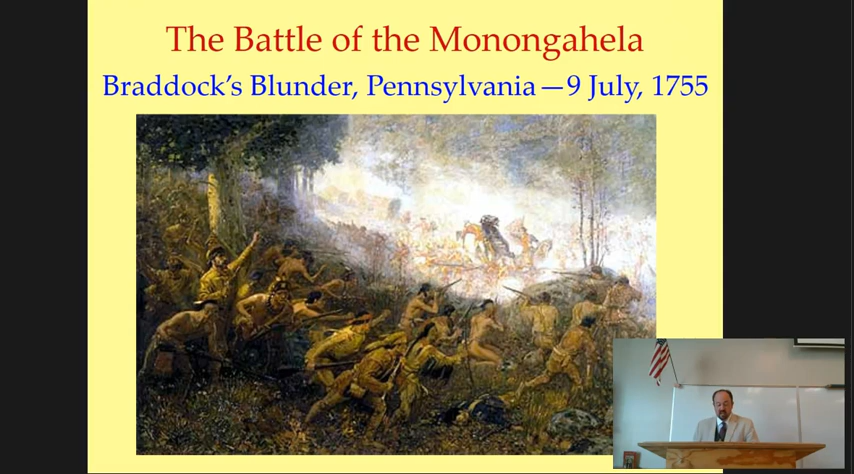 The Battle of the Monongahela
Braddock's Blunder, Pennsylvania—9 July, 1755